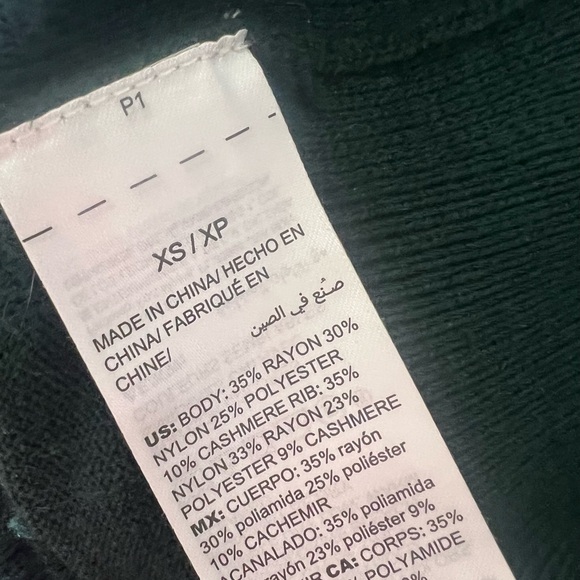 P1
XS / XP
MADE IN CHINA/ HECHO EN
CHINA/ FABRIQUÉ EN
CHINE/
صُنع في الصين
US: BODY: 35% RAYON 30%
NYLON 25% POLYESTER
10% CASHMERE RIB: 35%
NYLON 33% RAYON 23%
POLYESTER 9% CASHMERE
MX: CUERPO: 35% rayón
30% poliamida 25% poliéster
10% CACHEMIR
ACANALADO: 35% poliamida
rayón 23% poliéster 9%
CA: CORPS: 35%
POLYAMIDE